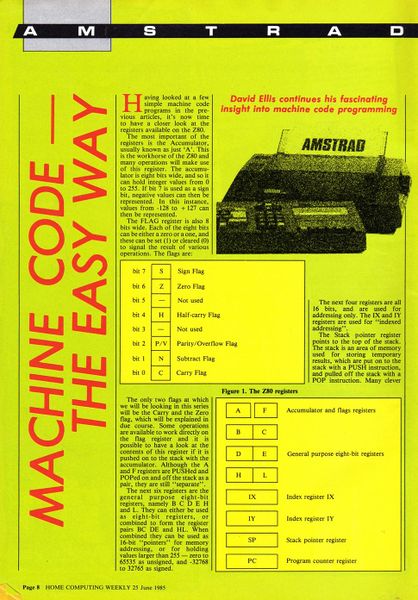 AMSTRAD
MACHINE CODE —
THE EASY WAY
Having looked at a few
simple machine code
programs in the pre-
vious articles, it's now time
to have a closer look at the
registers available on the Z80.
The most important of the
registers is the Accumulator,
usually known as just 'A'. This
is the workhorse of the Z80 and
many operations will make use
of this register. The accumu-
lator is eight bits wide, and so it
can hold integer values from 0
to 255. If bit 7 is used as a sign
bit, negative values can then be
represented. In this instance,
values from -128 to +127 can
then be represented.
The FLAG register is also 8
bits wide. Each of the eight bits
can be either a zero or a one, and
these can be set (1) or cleared (0)
to signal the result of various
operations. The flags are:
bit 7 S Sign Flag
bit 6 Z Zero Flag
bit 5 — Not used
bit 4 H Half-carry Flag
bit 3 — Not used
bit 2 P/V Parity/Overflow Flag
bit 1 N Subtract Flag
bit 0 C Carry Flag
The only two flags at which
we will be looking in this series
will be the Carry and the Zero
flag, which will be explained in
due course. Some operations
are available to work directly on
the flag register and it is
possible to have a look at the
contents of this register if it is
pushed on to the stack with the
accumulator. Although the A
and F registers are PUSHed and
POPed on and off the stack as a
pair, they are still "separate".
The next six registers are the
general purpose eight-bit
registers, namely B C D E H
and L. They can either be used
as eight-bit registers, or
combined to form the register
pairs BC DE and HL. When
combined they can be used as
16-bit "pointers" for memory
addressing, or for holding
larger values than 255 — zero to
65535 as unsigned, and -32768
to 32765 as signed.
David Ellis continues his fascinating
insight into machine code programming
AMSTRAD
The next four registers are all
16 bits, and are used for
addressing only. The IX and IY
registers are used for "indexed
addressing".
The Stack pointer register
points to the top of the stack.
The stack is an area of memory
used for storing temporary
results, which are put on to the
stack with a PUSH instruction,
and pulled off the stack with a
POP instruction. Many clever
Figure 1. The Z80 registers
A F Accumulator and flags registers
B C
D E General purpose eight-bit registers
H L
IX Index register IX
IY Index register IY
SP Stack pointer register
PC Program counter register
Page 8 HOME COMPUTING WEEKLY 25 June 1985